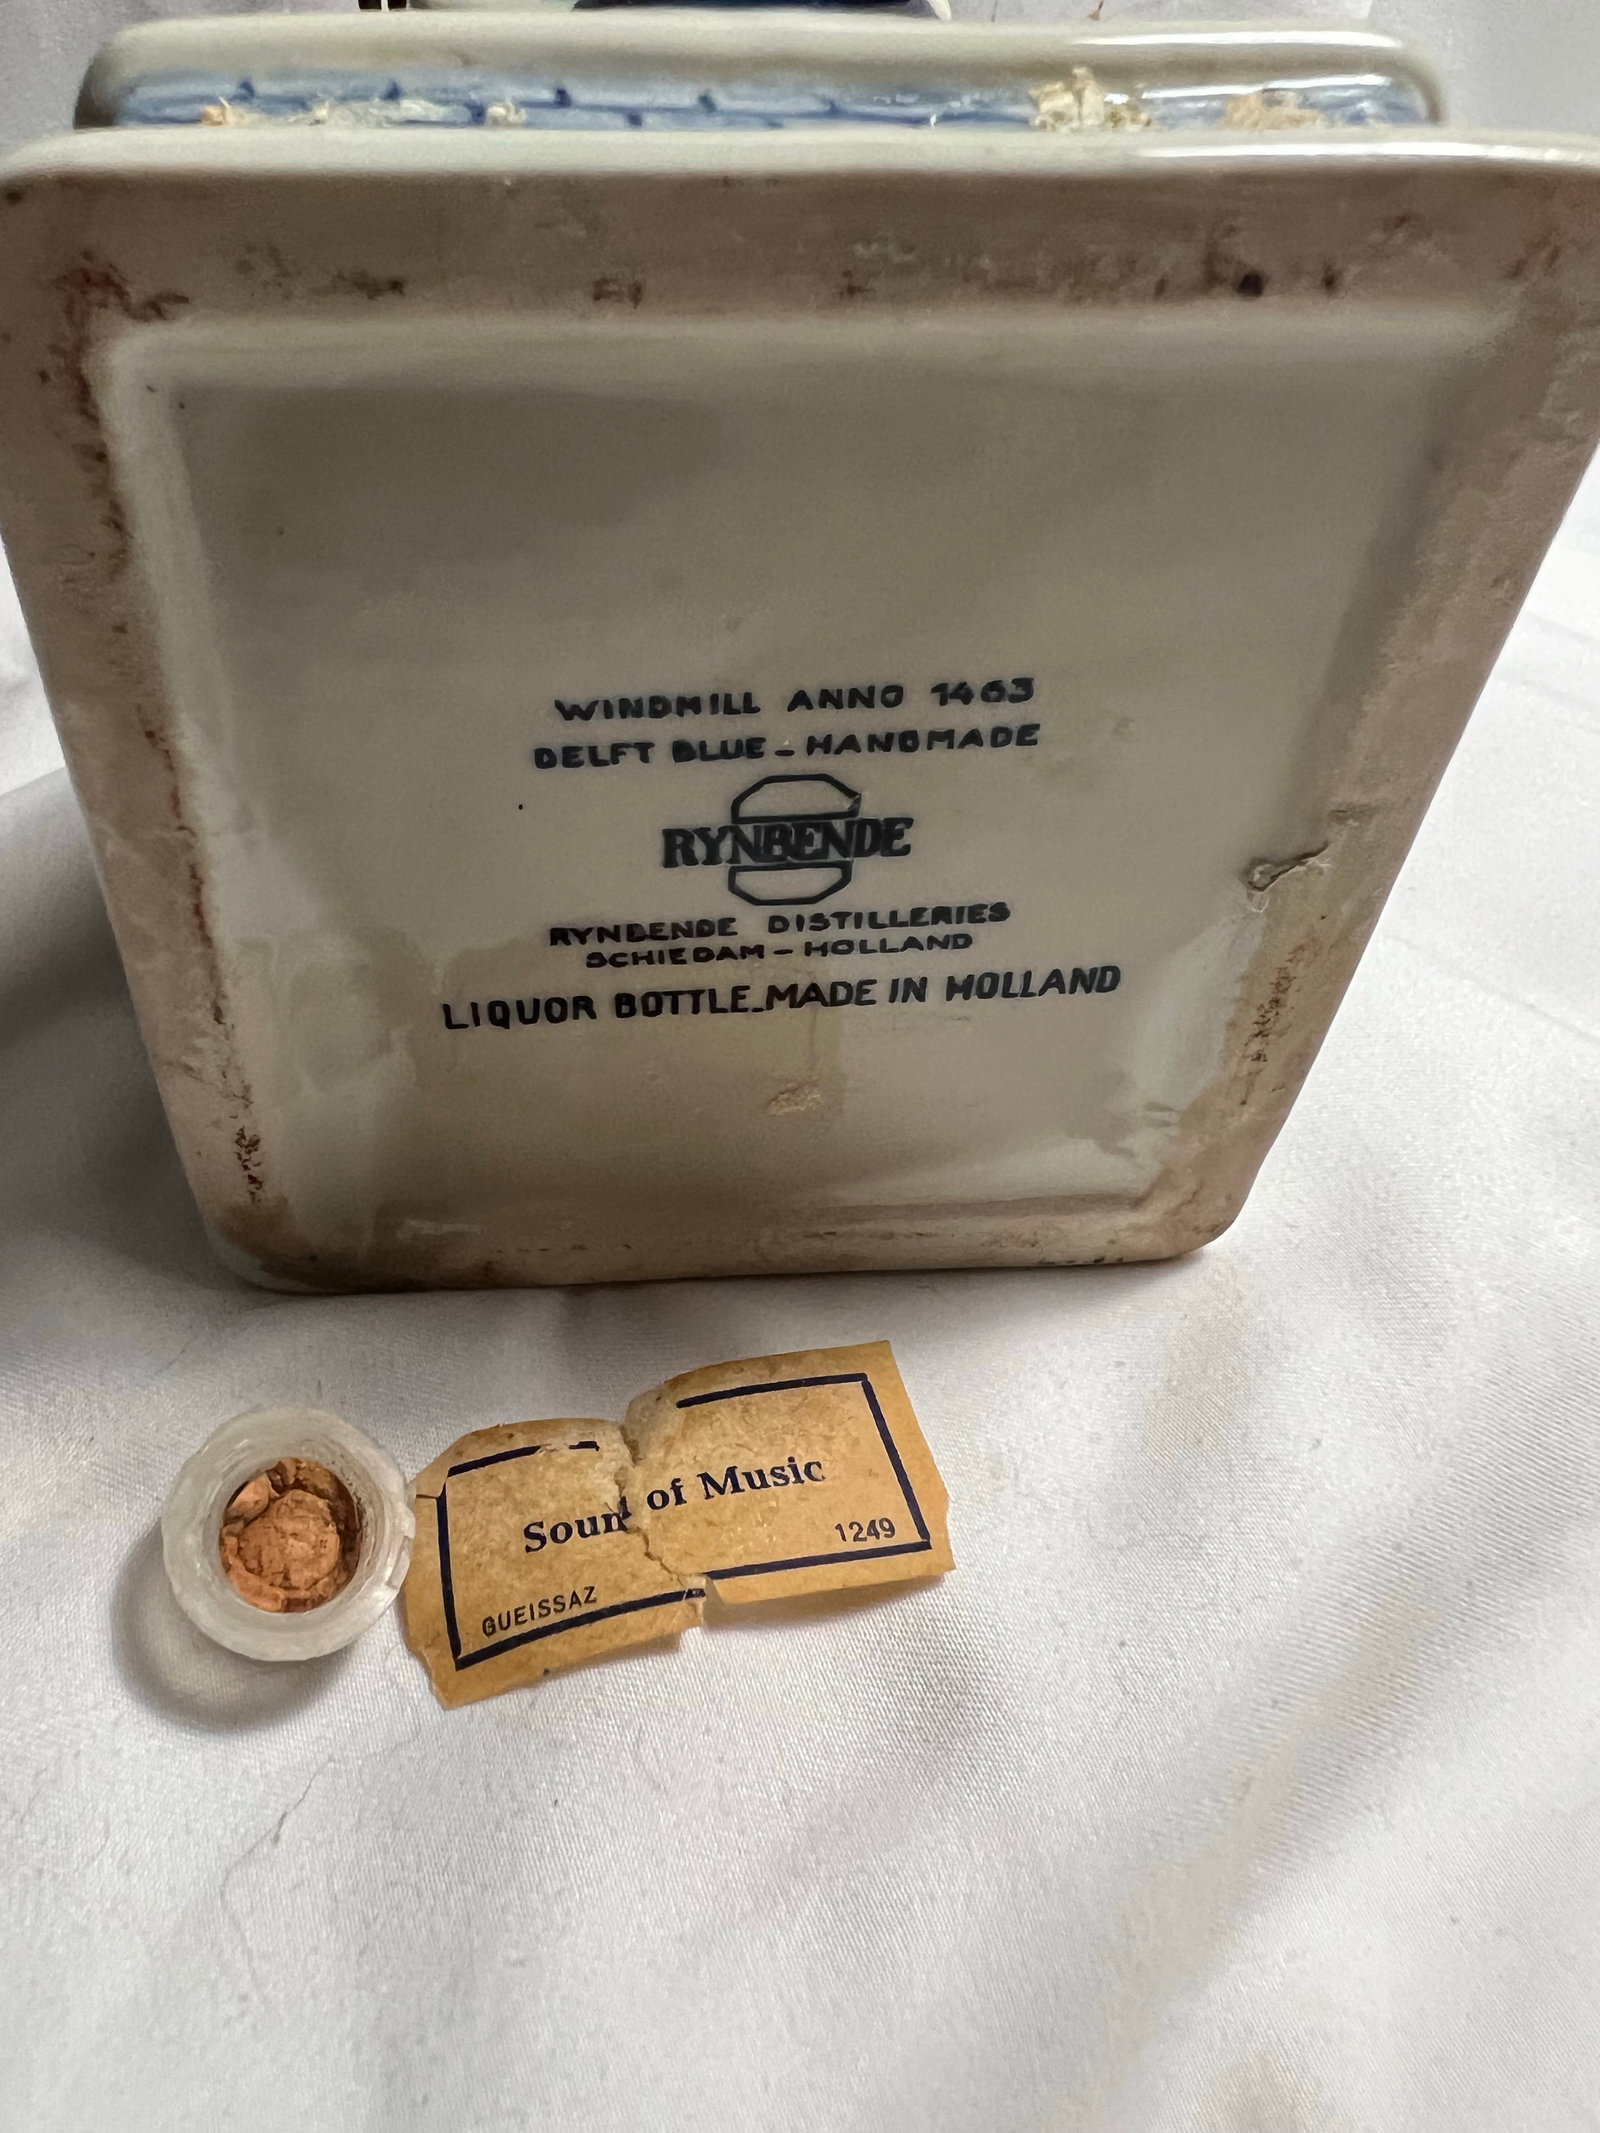 WINDMILL ANNO 1463
DELFT BLUE - HANDMADE
RYNBENDE
RYNBENDE DISTILLERIES
SCHIEDAM - HOLLAND
LIQUOR BOTTLE-MADE IN HOLLAND
Sound of Music
1249
GUEISSAZ